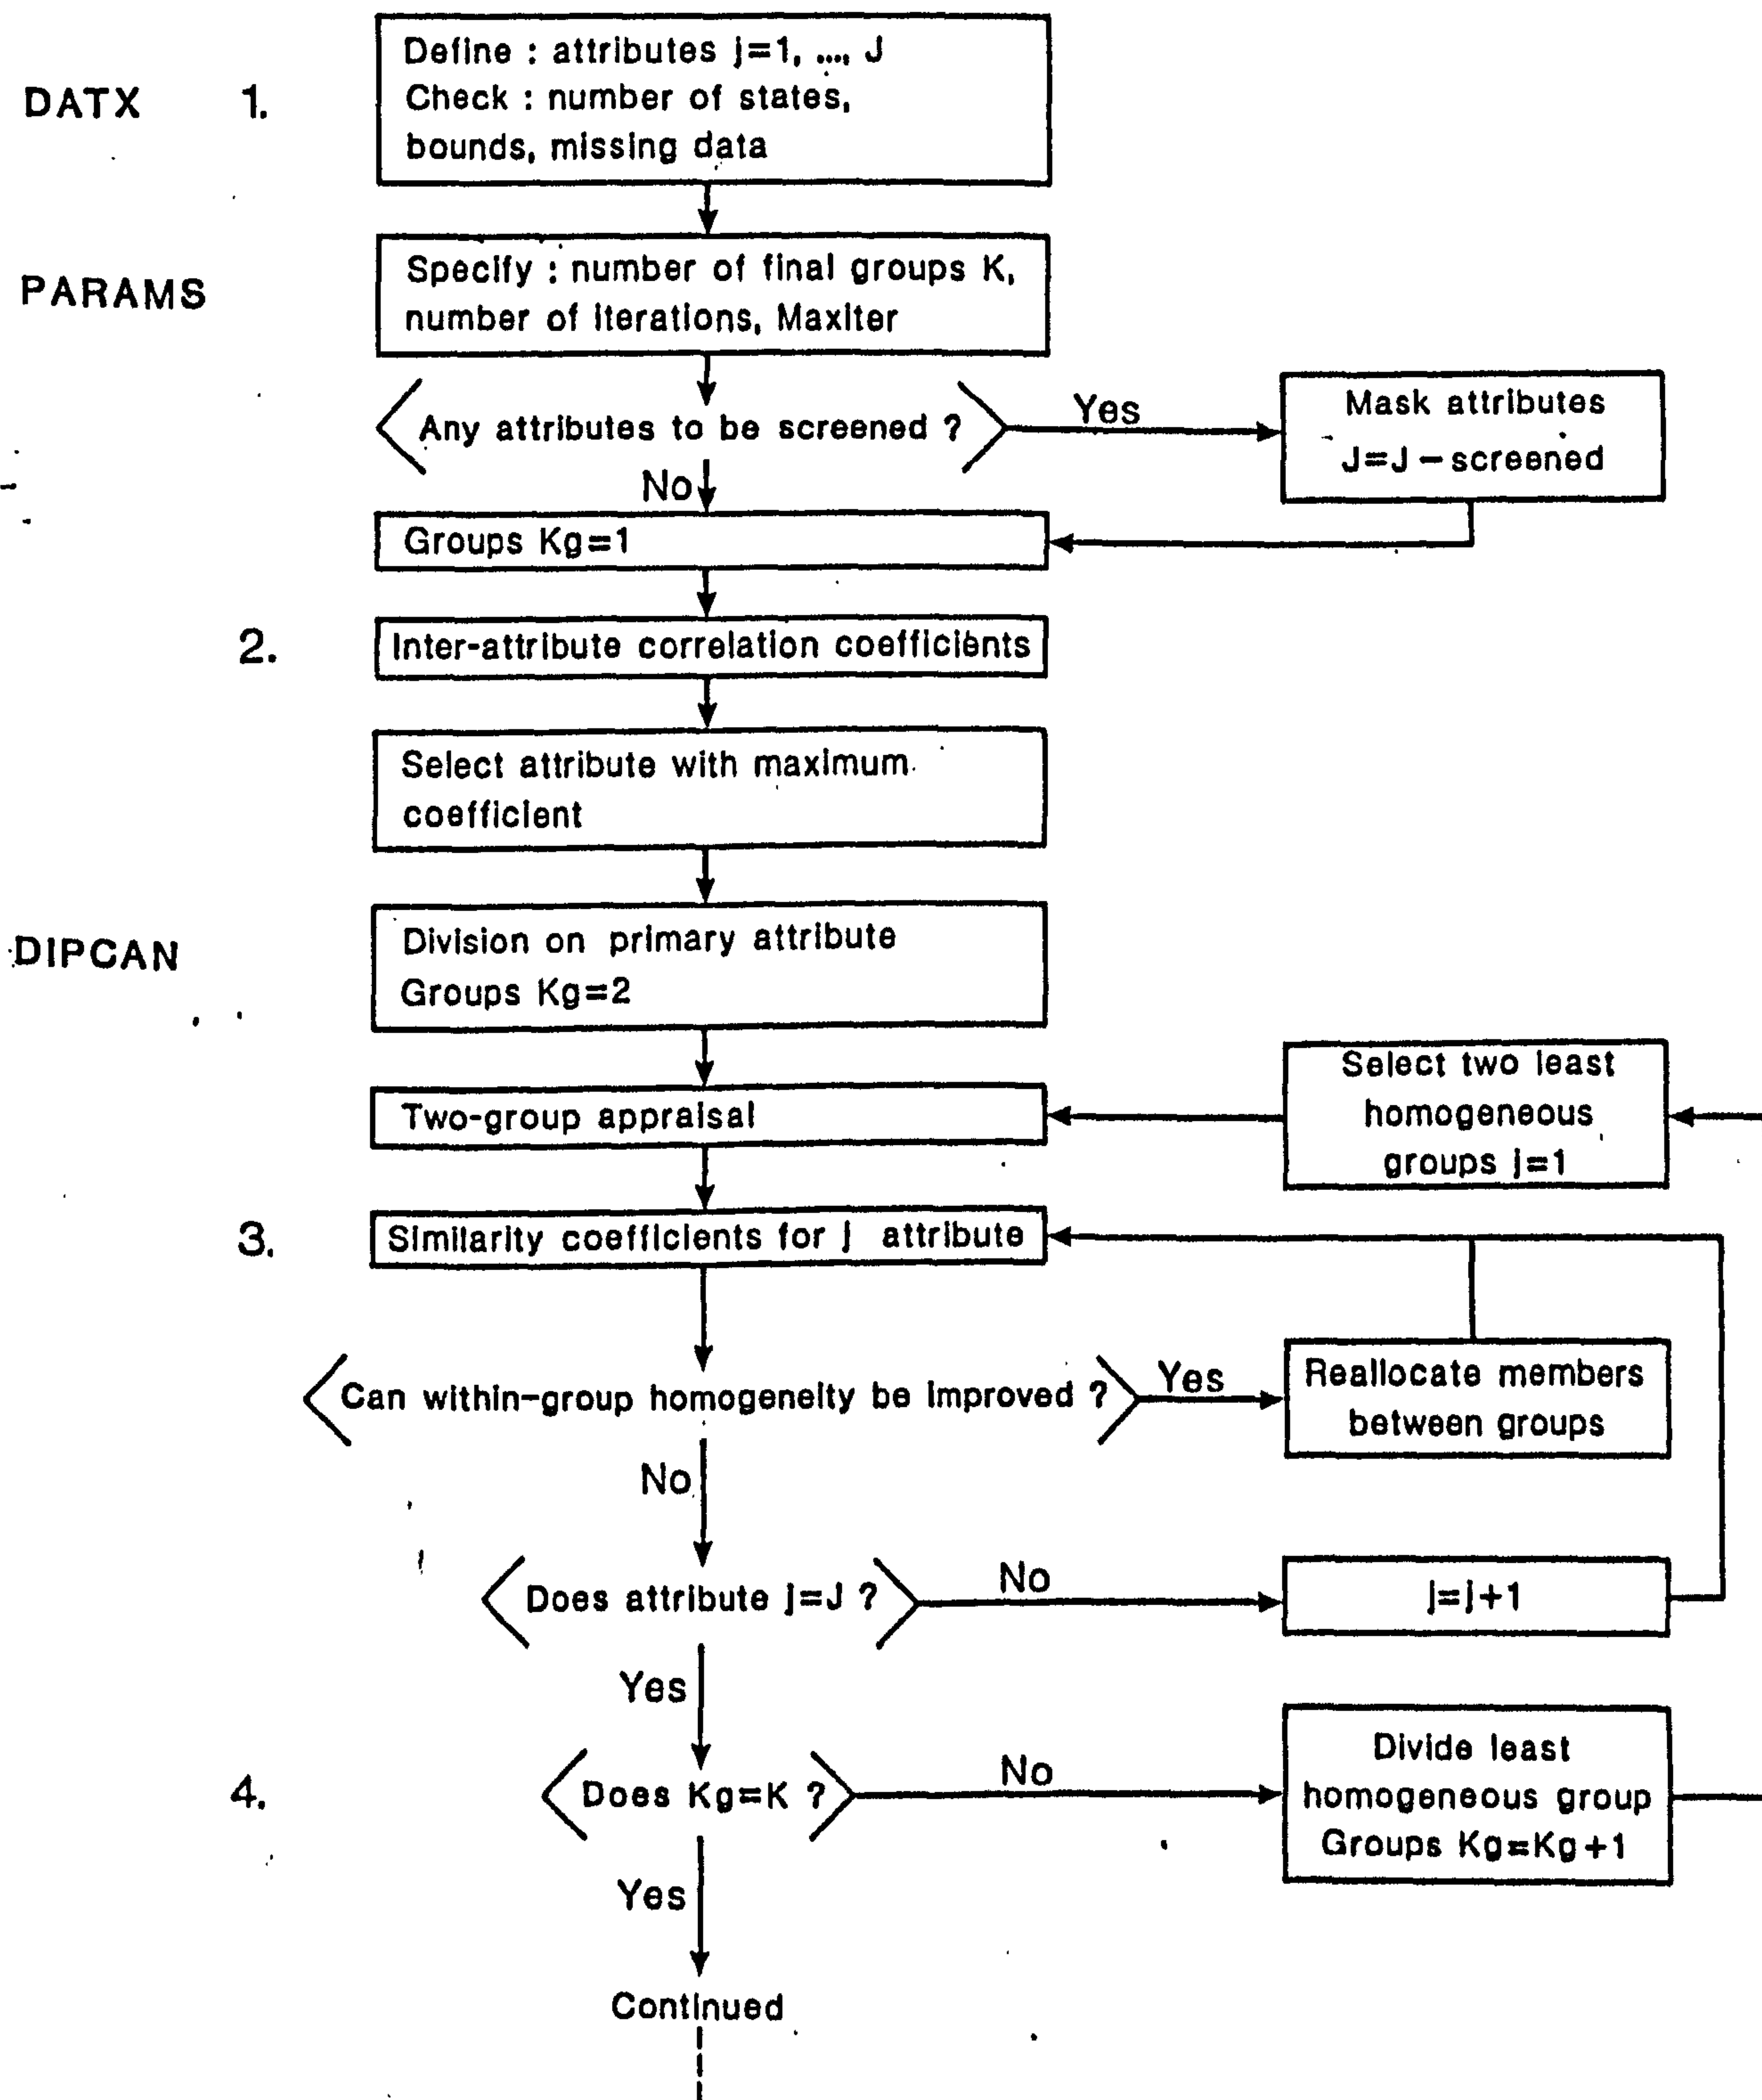 DATX 1.
Define : attributes j=1, ..., J
Check : number of states,
bounds, missing data
PARAMS
Specify : number of final groups K,
number of iterations, Maxiter
Any attributes to be screened ?
Yes
Mask attributes
J=J – screened
No
Groups Kg=1
2.
Inter-attribute correlation coefficients
Select attribute with maximum
coefficient
DIPCAN
Division on primary attribute
Groups Kg=2
Two-group appraisal
Select two least
homogeneous
groups j=1
3.
Similarity coefficients for j attribute
Can within-group homogeneity be improved ?
Yes
Reallocate members
between groups
No
Does attribute j=J ?
No
j=j+1
Yes
4.
Does Kg=K ?
No
Divide least
homogeneous group
Groups Kg=Kg+1
Yes
Continued